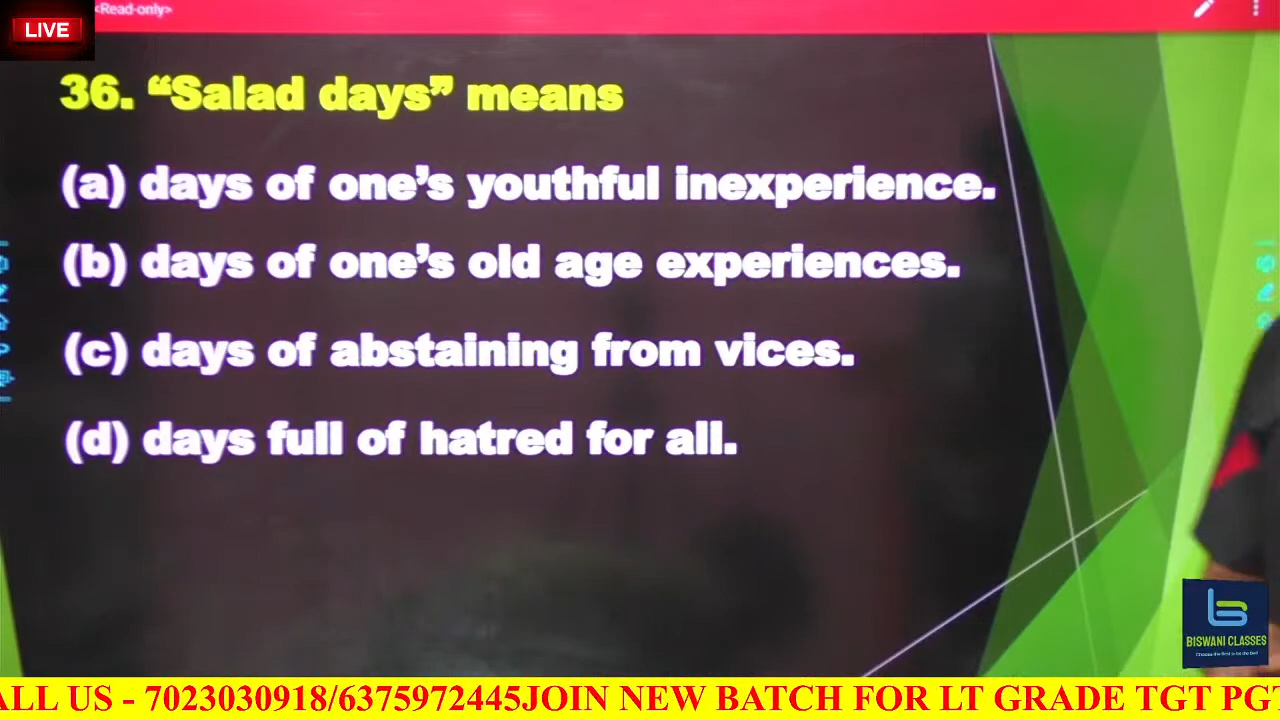 <Read-only>
LIVE
36. “Salad days” means
(a) days of one’s youthful inexperience.
(b) days of one’s old age experiences.
(c) days of abstaining from vices.
(d) days full of hatred for all.
BISWANI CLASSES
ALL US - 7023030918/6375972445JOIN NEW BATCH FOR LT GRADE TGT PGT